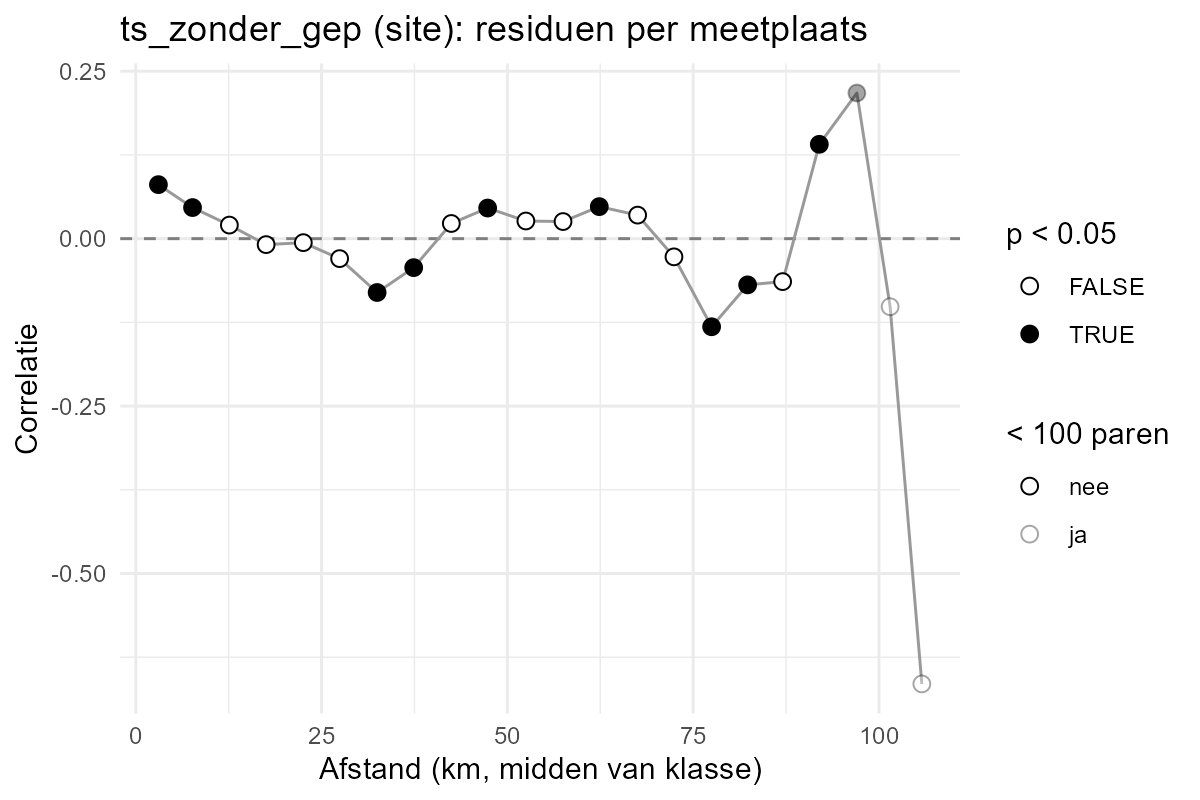 ts_zonder_gep (site): residuen per meetplaats
0.25
0.00
-0.25
-0.50
Correlatie
0
25
50
75
100
Afstand (km, midden van klasse)
p < 0.05
FALSE
TRUE
< 100 paren
nee
ja